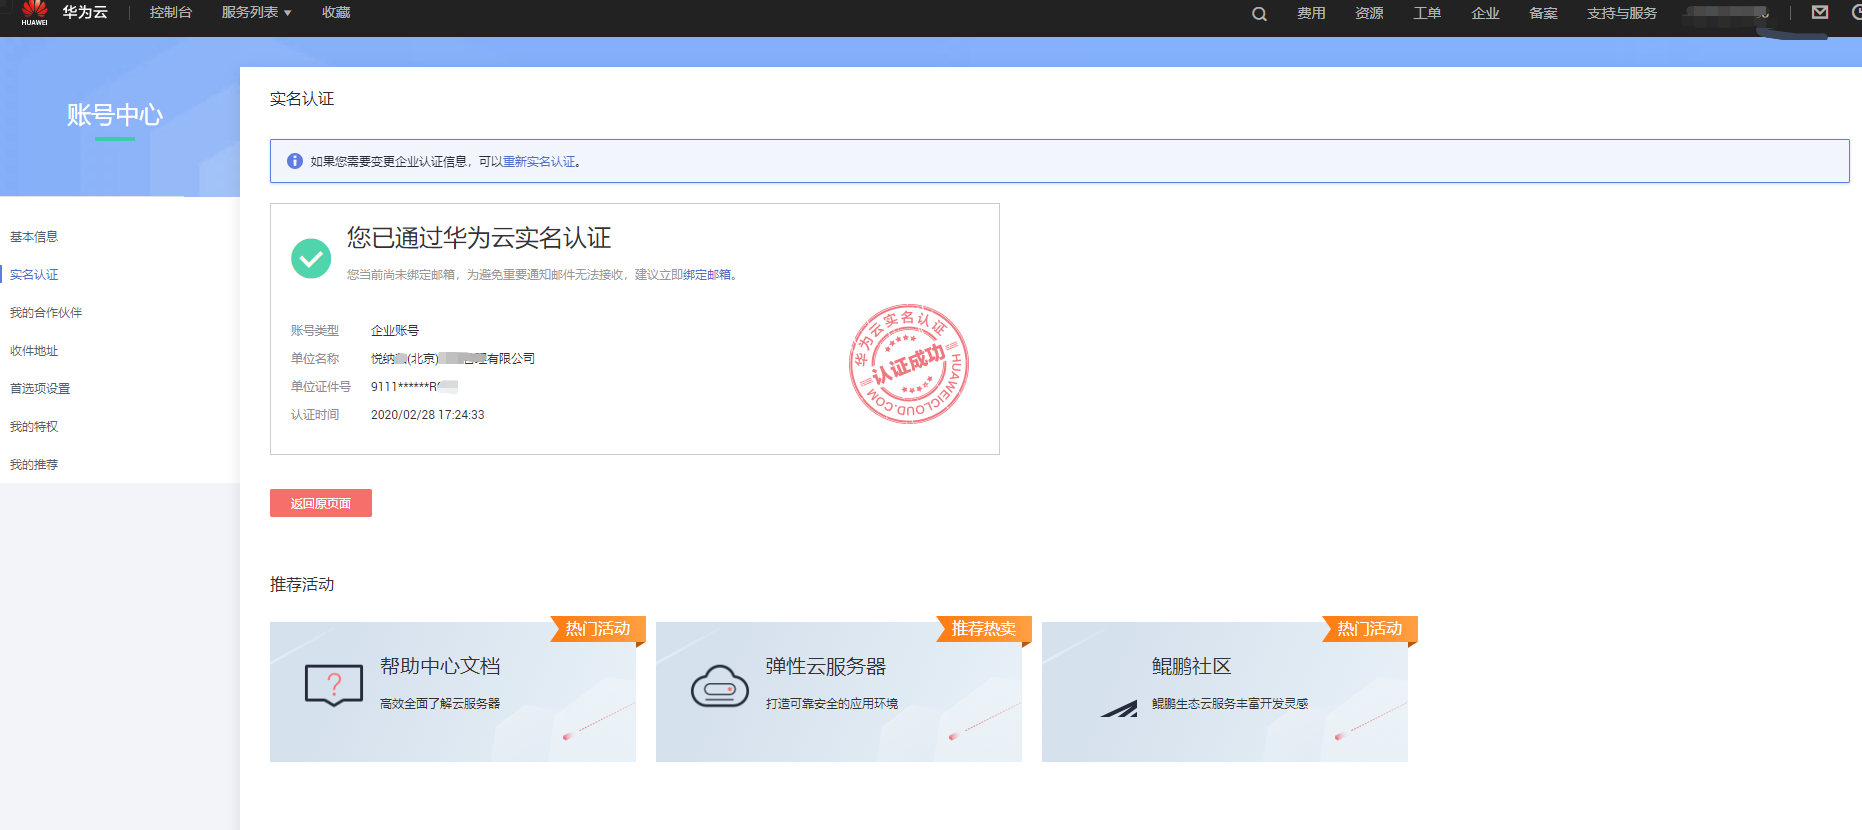 HUAWEI
华为云
控制台
服务列表
收藏
费用
资源
工单
企业
备案
支持与服务
账号中心
基本信息
实名认证
我的合作伙伴
收件地址
首选项设置
我的特权
我的推荐
实名认证
如果您需要变更企业认证信息，可以重新实名认证。
您已通过华为云实名认证
您当前尚未绑定邮箱，为避免重要通知邮件无法接收，建议立即绑定邮箱。
账号类型 企业账号
单位名称 悦纳(北京)管理有限公司
单位证件号 9111******R
认证时间 2020/02/28 17:24:33
华为云实名认证
认证成功
HUAWEICLOUD.COM
返回原页面
推荐活动
热门活动
帮助中心文档
高效全面了解云服务器
推荐热卖
弹性云服务器
打造可靠安全的应用环境
热门活动
鲲鹏社区
鲲鹏生态云服务丰富开发灵感